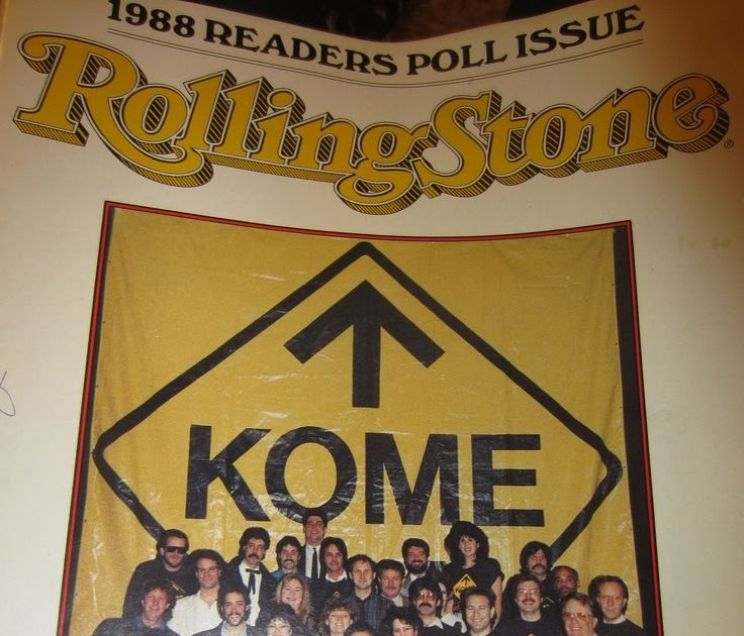 1988 READERS POLL ISSUE
RollingStone®
KOME